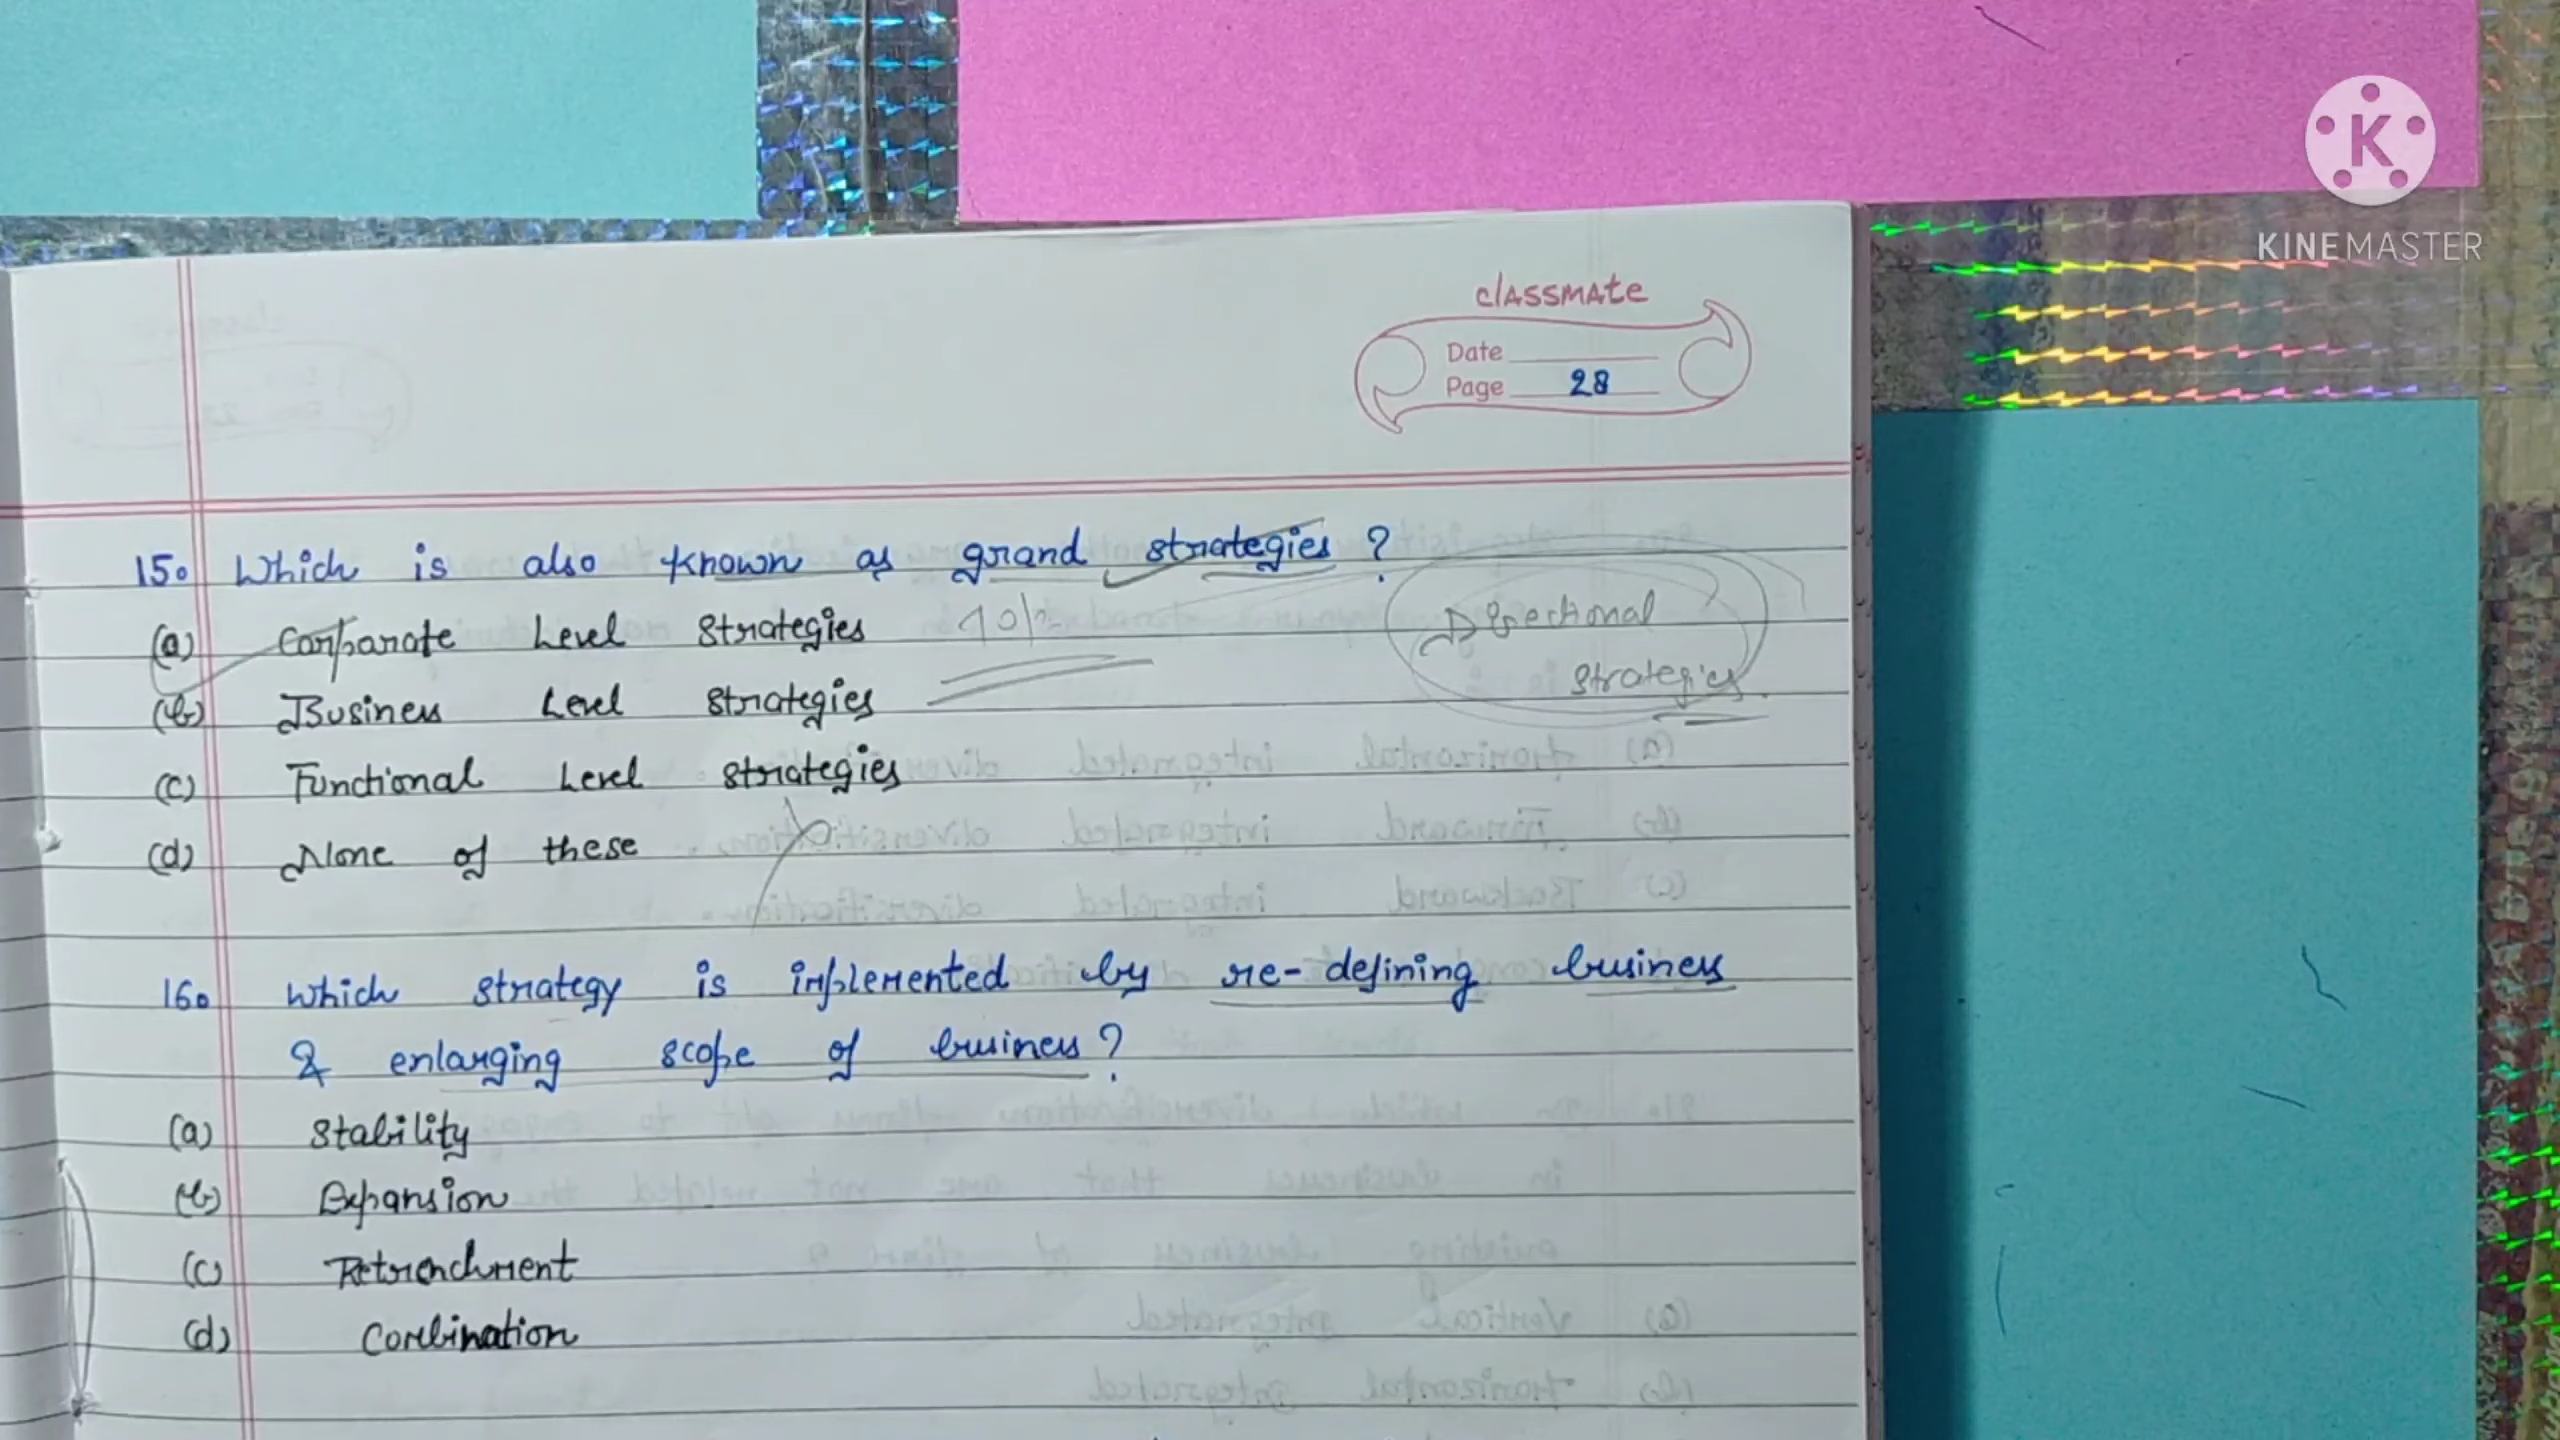 K
KINEMASTER
classmate
Date
Page 28
15. Which is also known as grand strategies ?
(a) Corporate Level Strategies
Directional
Strategies
(b) Business Level Strategies
(c) Functional Level Strategies
(d) None of these
16. Which strategy is implemented by re-defining business
& enlarging scope of business ?
(a) Stability
(b) Expansion
(c) Retrenchment
(d) Combination